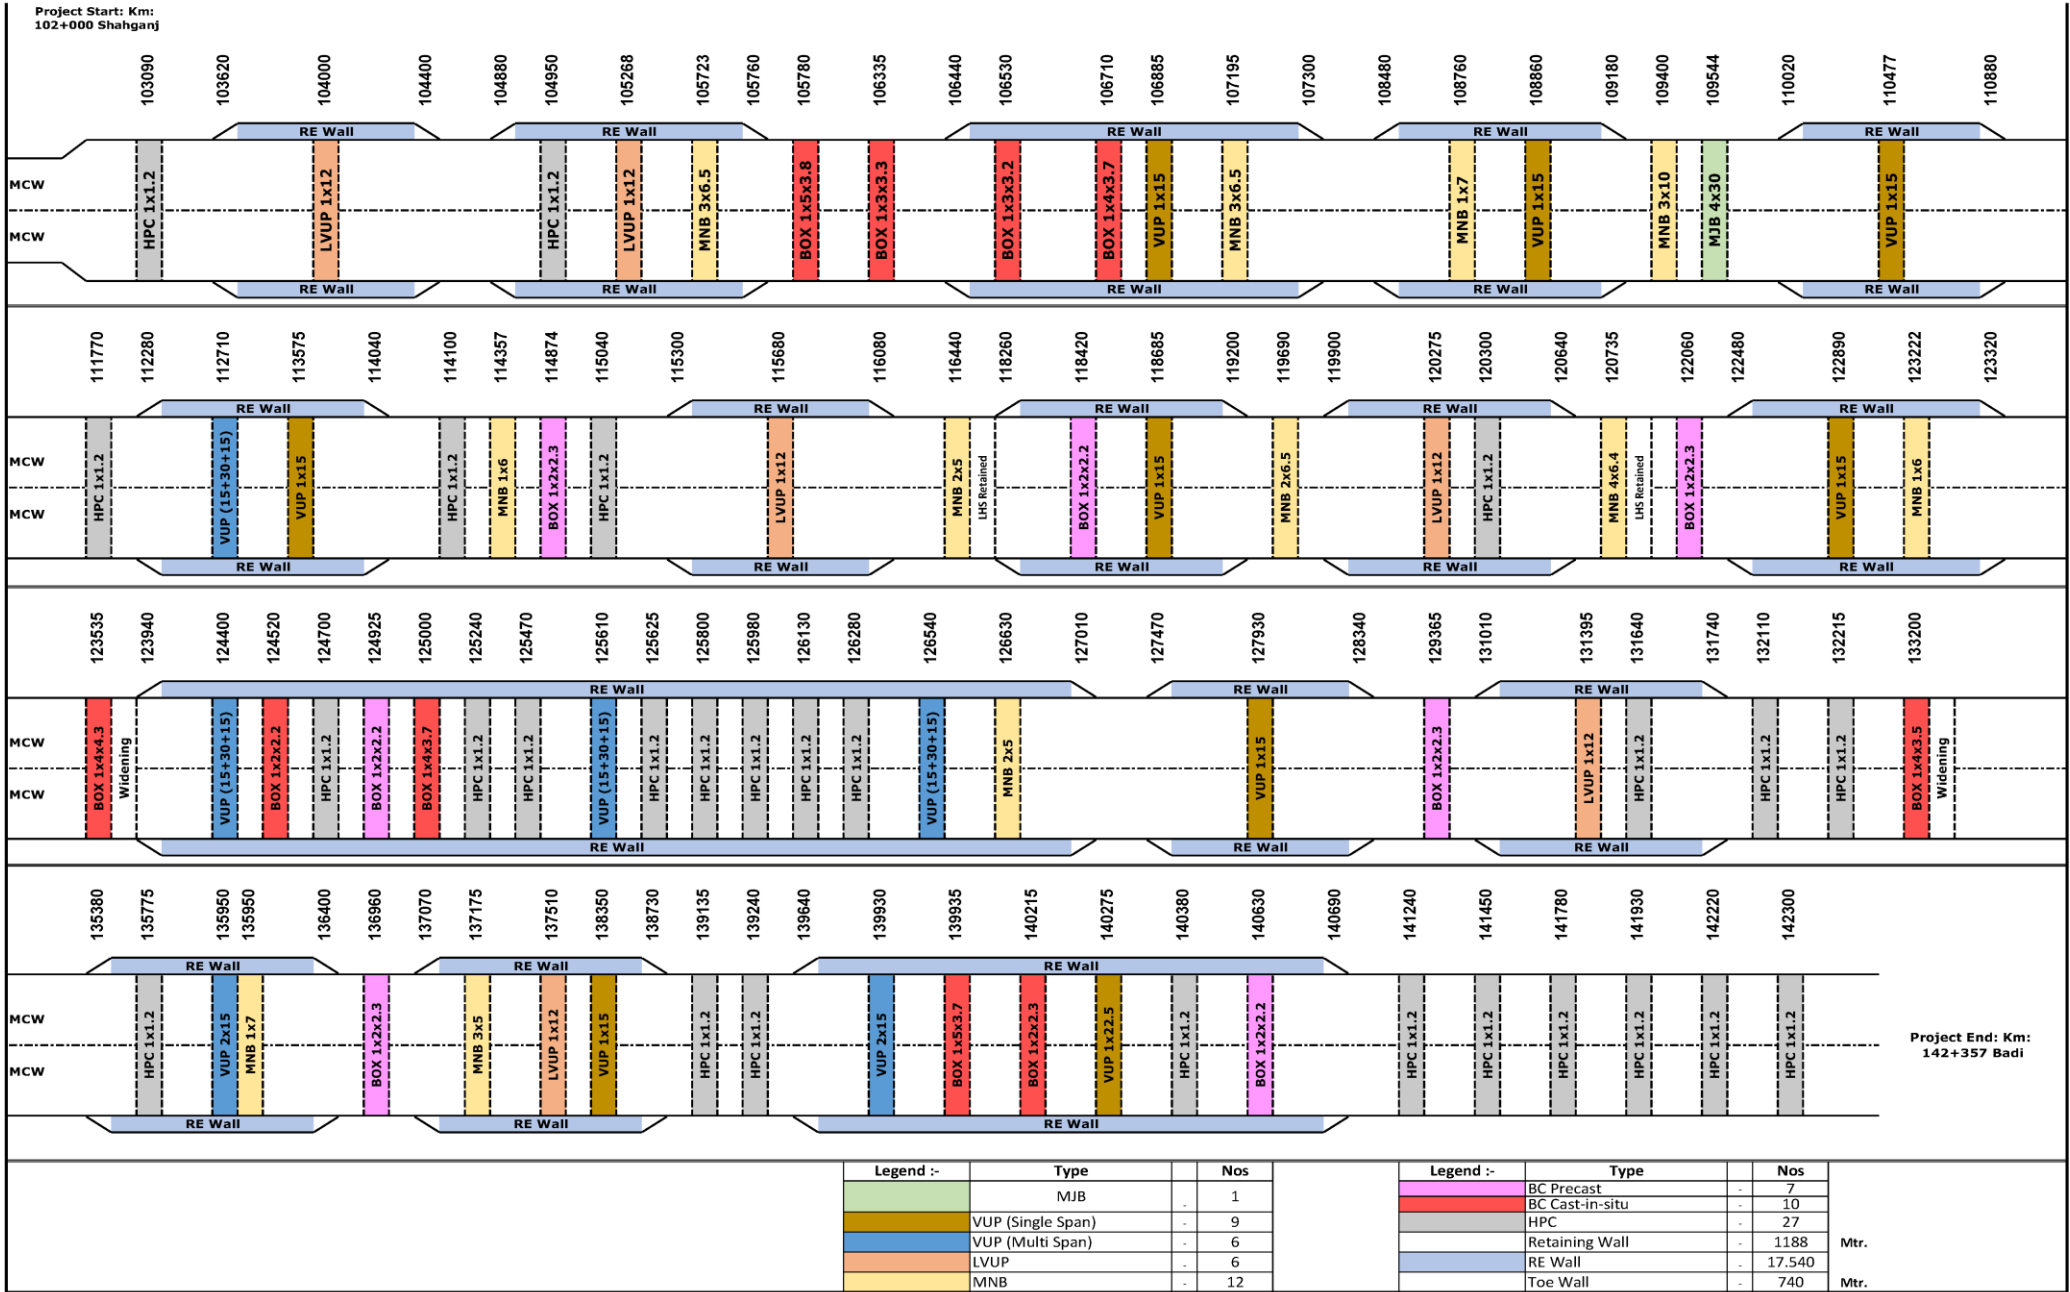 Project Start: Km:
102+000 Shahganj
103090 103620 104000 104400 104880 104950 105268 105723 105760 105780 106335 106440 106530 106710 106885 107195 107300 108480 108760 108860 109180 109400 109544 110020 110477 110880
RE Wall RE Wall RE Wall RE Wall RE Wall
MCW
MCW
HPC 1x1.2 LVUP 1x12 HPC 1x1.2 LVUP 1x12 MNB 3x6.5 BOX 1x5x3.8 BOX 1x3x3.3 BOX 1x3x3.2 BOX 1x4x3.7 VUP 1x15 MNB 3x6.5 MNB 1x7 VUP 1x15 MNB 3x10 MJB 4x30 VUP 1x15
RE Wall RE Wall RE Wall RE Wall RE Wall
111770 112280 112710 113575 114040 114100 114357 114874 115040 115300 115680 116080 116440 118260 118420 118685 119200 119690 119900 120275 120300 120640 120735 122060 122480 122890 123222 123320
RE Wall RE Wall RE Wall RE Wall RE Wall
MCW
MCW
HPC 1x1.2 VUP (15+30+15) VUP 1x15 HPC 1x1.2 MNB 1x6 BOX 1x2x2.3 HPC 1x1.2 LVUP 1x12 MNB 2x5 LHS Retained BOX 1x2x2.2 VUP 1x15 MNB 2x6.5 LVUP 1x12 HPC 1x1.2 MNB 4x6.4 LHS Retained BOX 1x2x2.3 VUP 1x15 MNB 1x6
RE Wall RE Wall RE Wall RE Wall RE Wall
123535 123940 124400 124520 124700 124925 125000 125240 125470 125610 125625 125800 125980 126130 126280 126540 126630 127010 127470 127930 128340 129365 131010 131395 131640 131740 132110 132215 133200
RE Wall RE Wall RE Wall
MCW
MCW
BOX 1x4x4.3 Widening VUP (15+30+15) BOX 1x2x2.2 HPC 1x1.2 BOX 1x2x2.2 BOX 1x4x3.7 HPC 1x1.2 HPC 1x1.2 VUP (15+30+15) HPC 1x1.2 HPC 1x1.2 HPC 1x1.2 HPC 1x1.2 HPC 1x1.2 VUP (15+30+15) MNB 2x5 VUP 1x15 BOX 1x2x2.3 LVUP 1x12 HPC 1x1.2 HPC 1x1.2 HPC 1x1.2 BOX 1x4x3.5 Widening
RE Wall RE Wall RE Wall
135380 135775 135950 135950 136400 136960 137070 137175 137510 138350 138730 139135 139240 139640 139930 139935 140215 140275 140380 140630 140690 141240 141450 141780 141930 142220 142300
RE Wall RE Wall RE Wall
MCW
MCW
HPC 1x1.2 VUP 2x15 MNB 1x7 BOX 1x2x2.3 MNB 3x5 LVUP 1x12 VUP 1x15 HPC 1x1.2 HPC 1x1.2 VUP 2x15 BOX 1x5x3.7 BOX 1x2x2.3 VUP 1x22.5 HPC 1x1.2 BOX 1x2x2.2 HPC 1x1.2 HPC 1x1.2 HPC 1x1.2 HPC 1x1.2 HPC 1x1.2 HPC 1x1.2
Project End: Km:
142+357 Badi
RE Wall RE Wall RE Wall
Legend :- Type Nos
MJB - 1
VUP (Single Span) - 9
VUP (Multi Span) - 6
LVUP - 6
MNB - 12
Legend :- Type Nos
BC Precast - 7
BC Cast-in-situ - 10
HPC - 27
Retaining Wall - 1188 Mtr.
RE Wall - 17.540
Toe Wall - 740 Mtr.